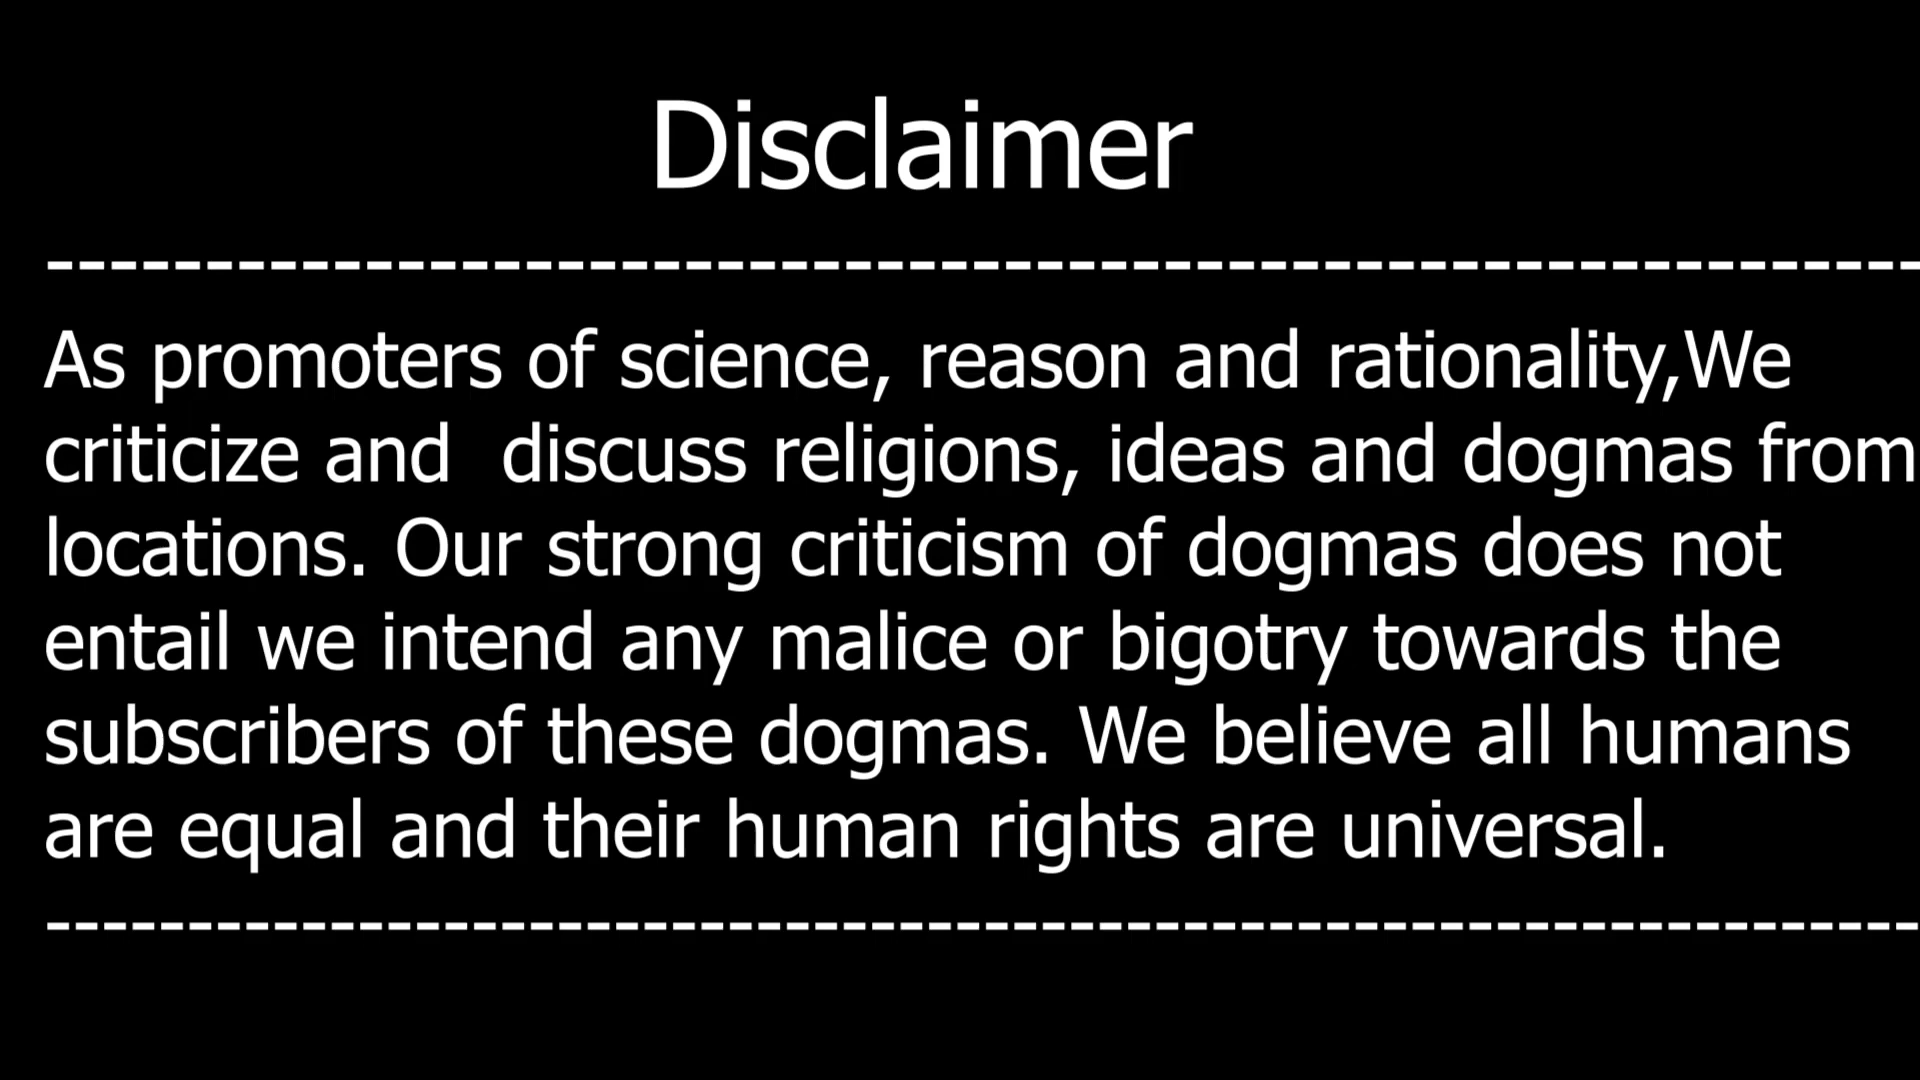 Disclaimer
-----------------------------------------------------------
As promoters of science, reason and rationality,We
criticize and  discuss religions, ideas and dogmas from
locations. Our strong criticism of dogmas does not
entail we intend any malice or bigotry towards the
subscribers of these dogmas. We believe all humans
are equal and their human rights are universal.
------------------------------------------------------------------